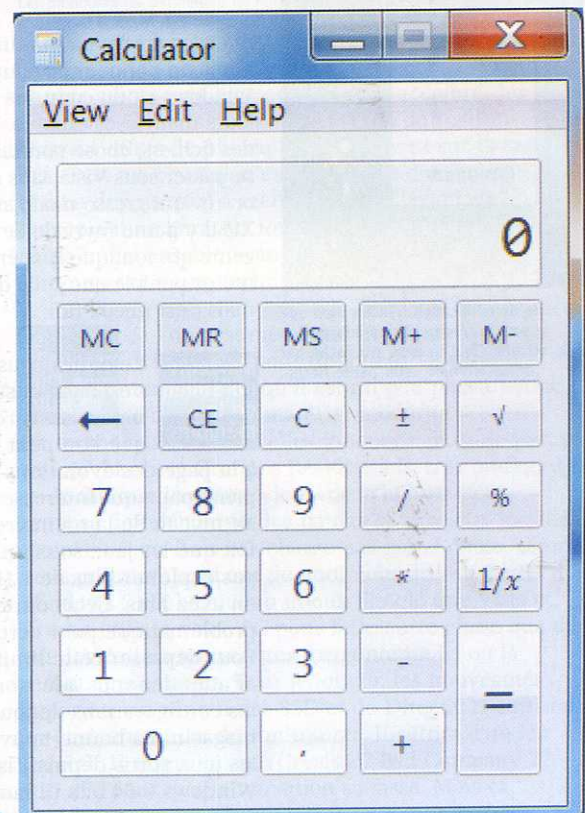 Calculator
View Edit Help
0
MC MR MS M+ M-
← CE C ± √
7 8 9 / %
4 5 6 * 1/x
1 2 3 - =
0 . +